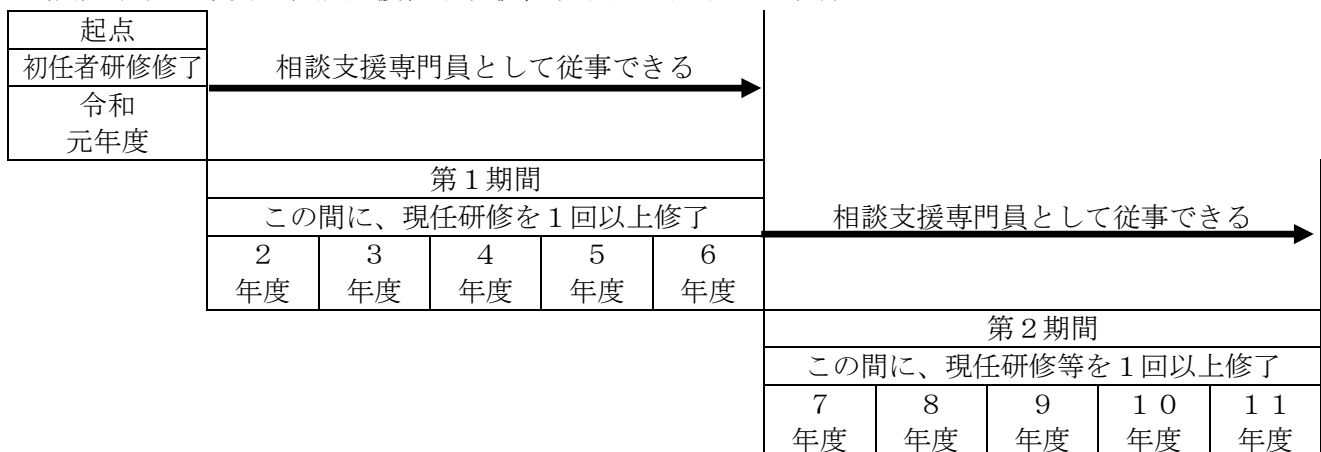 起点
初任者研修修了
令和
元年度
相談支援専門員として従事できる
第１期間
この間に、現任研修を１回以上修了
２
年度
３
年度
４
年度
５
年度
６
年度
相談支援専門員として従事できる
第２期間
この間に、現任研修等を１回以上修了
７
年度
８
年度
９
年度
１０
年度
１１
年度